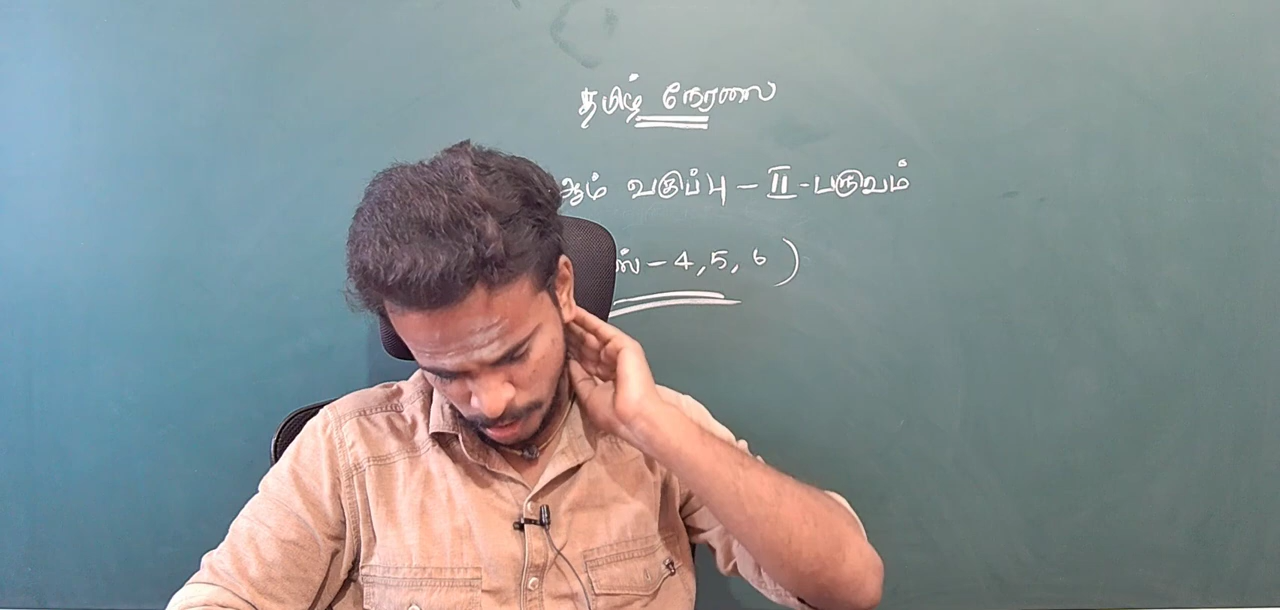 தமிழ் நேரலை
ஆம் வகுப்பு - II - பருவம்
ல் - 4, 5, 6 )